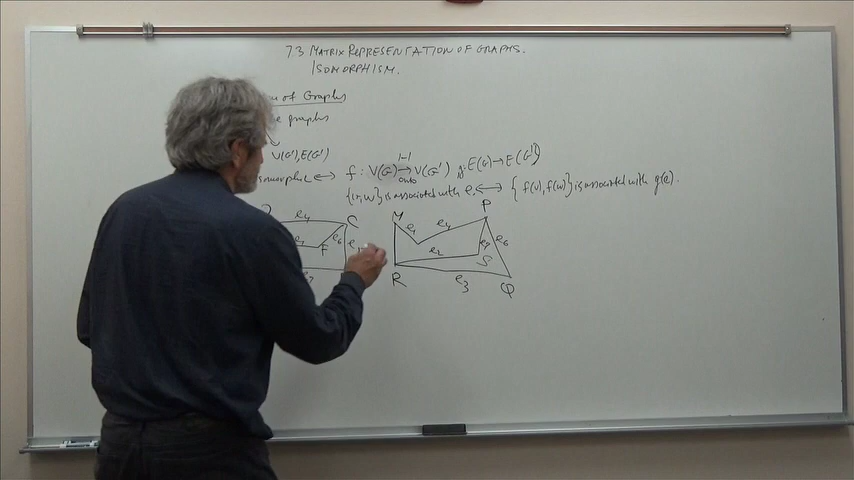 7.3 MATRIX REPRESENTATION OF GRAPHS.
ISOMORPHISM.
of Graphs
graphs
V(G'), E(G')
isomorphic ↔ f: V(G) 1-1→onto V(G') g: E(G) → E(G')
{v, w} is associated with e ↔ { f(v), f(w)} is associated with g(e).
e4 C M e1 e4 P
e6 F e2 e5 e6 S
R e3 Q